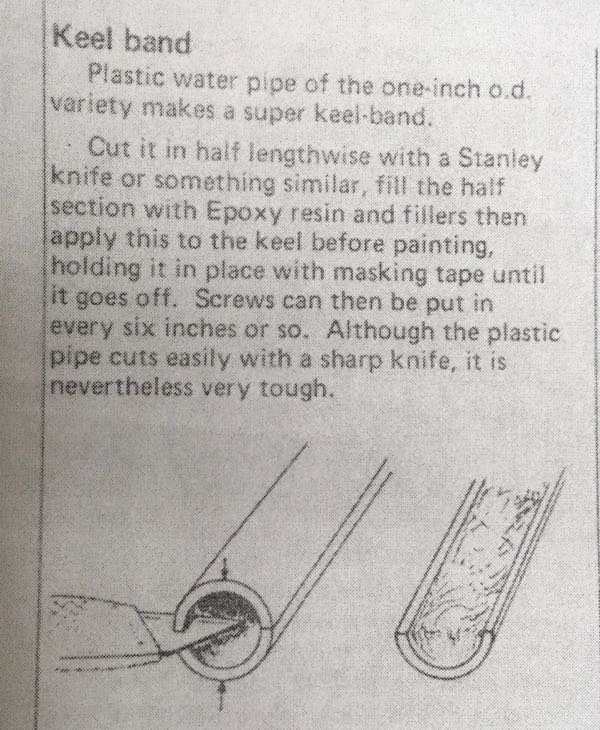 Keel band
Plastic water pipe of the one-inch o.d.
variety makes a super keel-band.
Cut it in half lengthwise with a Stanley
knife or something similar, fill the half
section with Epoxy resin and fillers then
apply this to the keel before painting,
holding it in place with masking tape until
it goes off. Screws can then be put in
every six inches or so. Although the plastic
pipe cuts easily with a sharp knife, it is
nevertheless very tough.